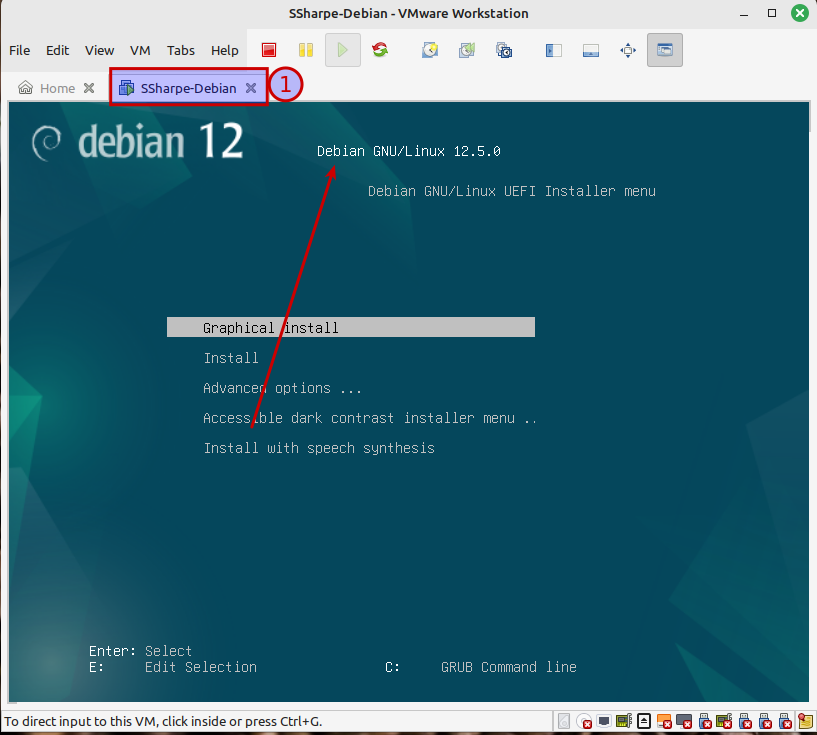 SSharpe-Debian - VMware Workstation
File Edit View VM Tabs Help
Home SSharpe-Debian 1
debian 12
Debian GNU/Linux 12.5.0
Debian GNU/Linux UEFI Installer menu
Graphical install
Install
Advanced options ...
Accessible dark contrast installer menu ..
Install with speech synthesis
Enter: Select
E: Edit Selection C: GRUB Command line
To direct input to this VM, click inside or press Ctrl+G.